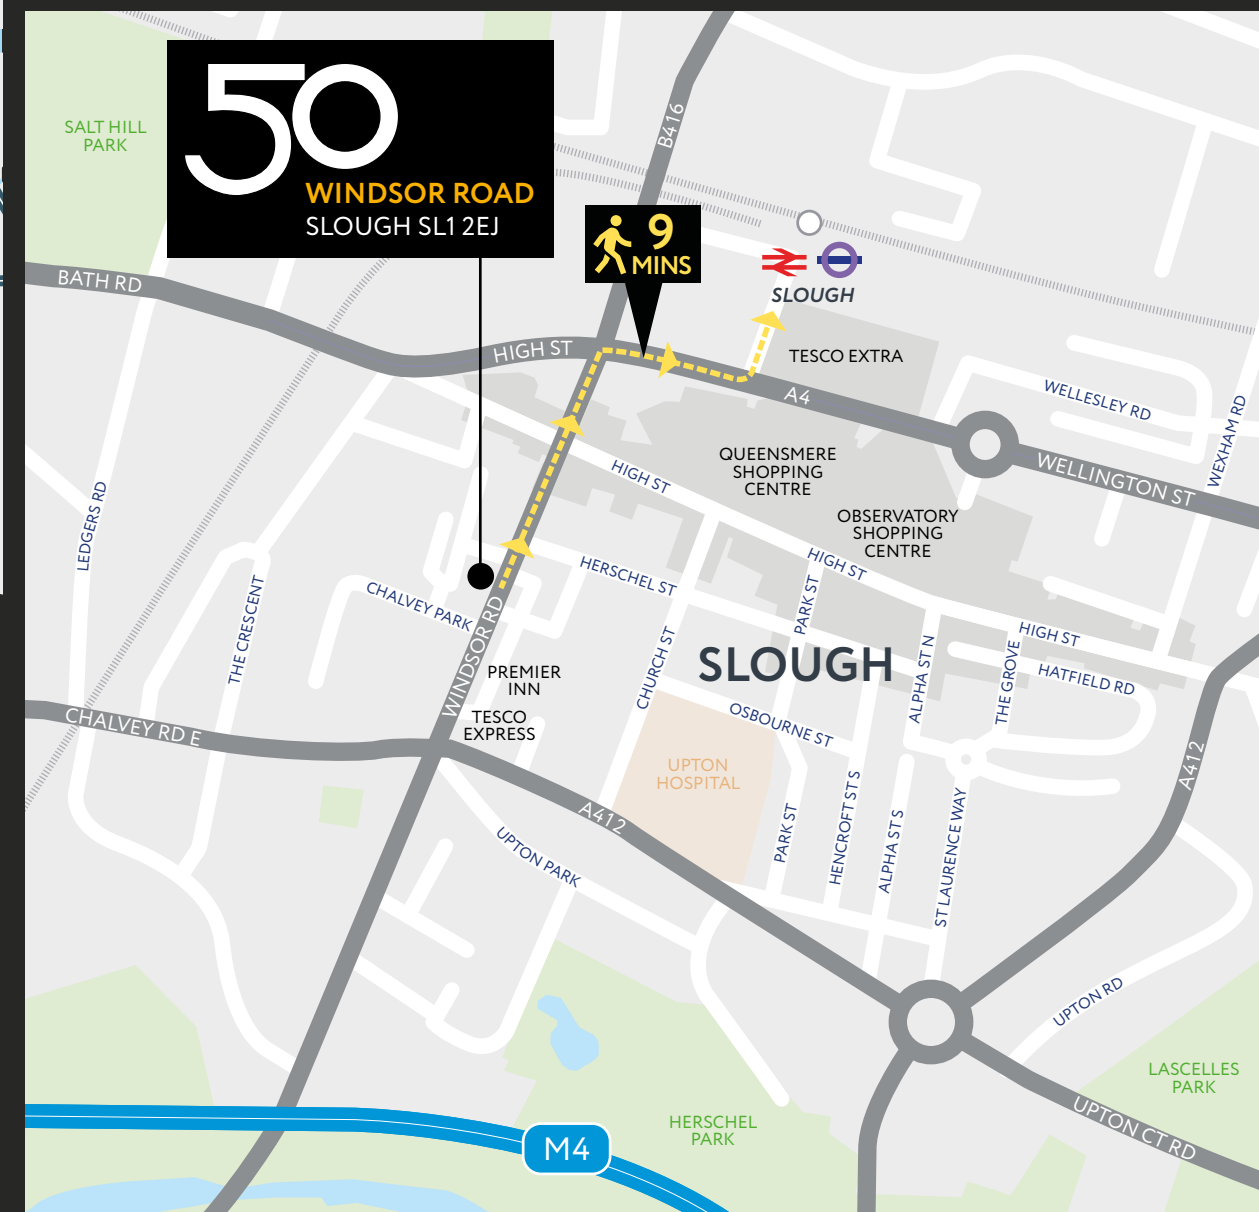 50
WINDSOR ROAD
SLOUGH SL1 2EJ
SALT HILL
PARK
B416
9
MINS
SLOUGH
BATH RD
HIGH ST
TESCO EXTRA
A4
WELLESLEY RD
WEXHAM RD
WELLINGTON ST
QUEENSMERE
SHOPPING
CENTRE
HIGH ST
OBSERVATORY
SHOPPING
CENTRE
LEDGERS RD
HIGH ST
HERSCHEL ST
PARK ST
THE CRESCENT
CHALVEY PARK
WINDSOR RD
HIGH ST
HATFIELD RD
SLOUGH
CHURCH ST
ALPHA ST N
THE GROVE
PREMIER
INN
TESCO
EXPRESS
CHALVEY RD E
OSBOURNE ST
A412
UPTON
HOSPITAL
A412
UPTON PARK
PARK ST
HENCROFT ST S
ALPHA ST S
ST LAURENCE WAY
UPTON RD
LASCELLES
PARK
HERSCHEL
PARK
UPTON CT RD
M4